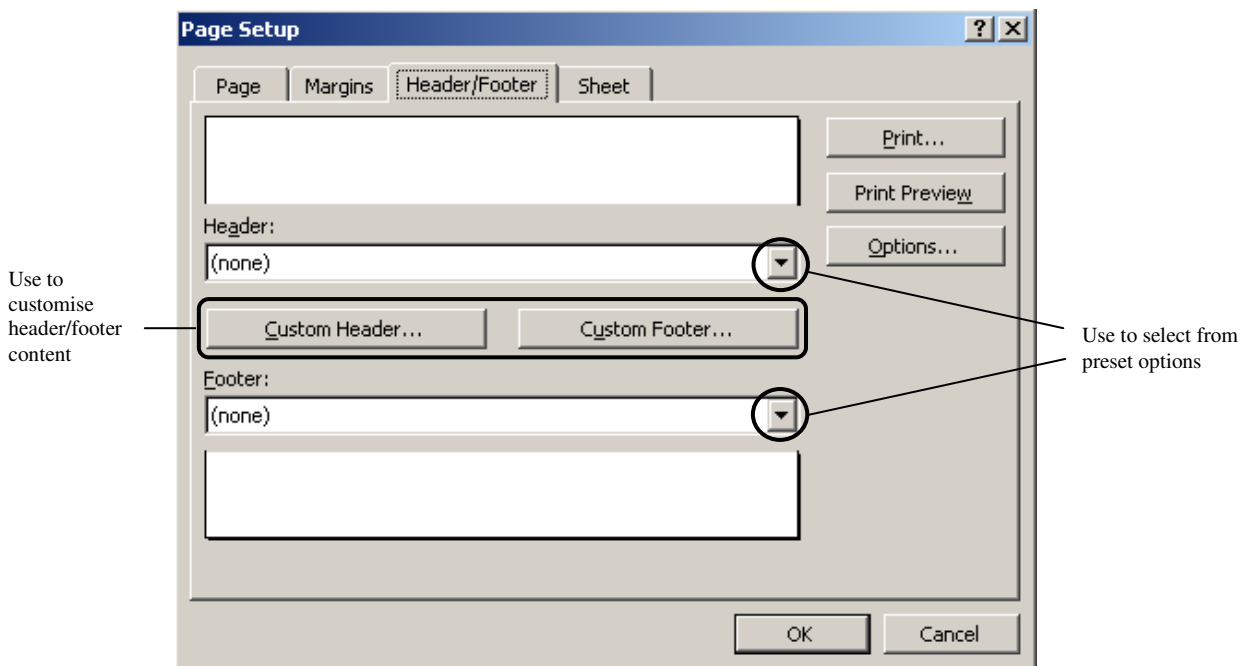 Page Setup
Page
Margins
Header/Footer
Sheet
Print...
Print Preview
Options...
Header:
(none)
Custom Header...
Custom Footer...
Footer:
(none)
OK
Cancel
Use to
customise
header/footer
content
Use to select from
preset options